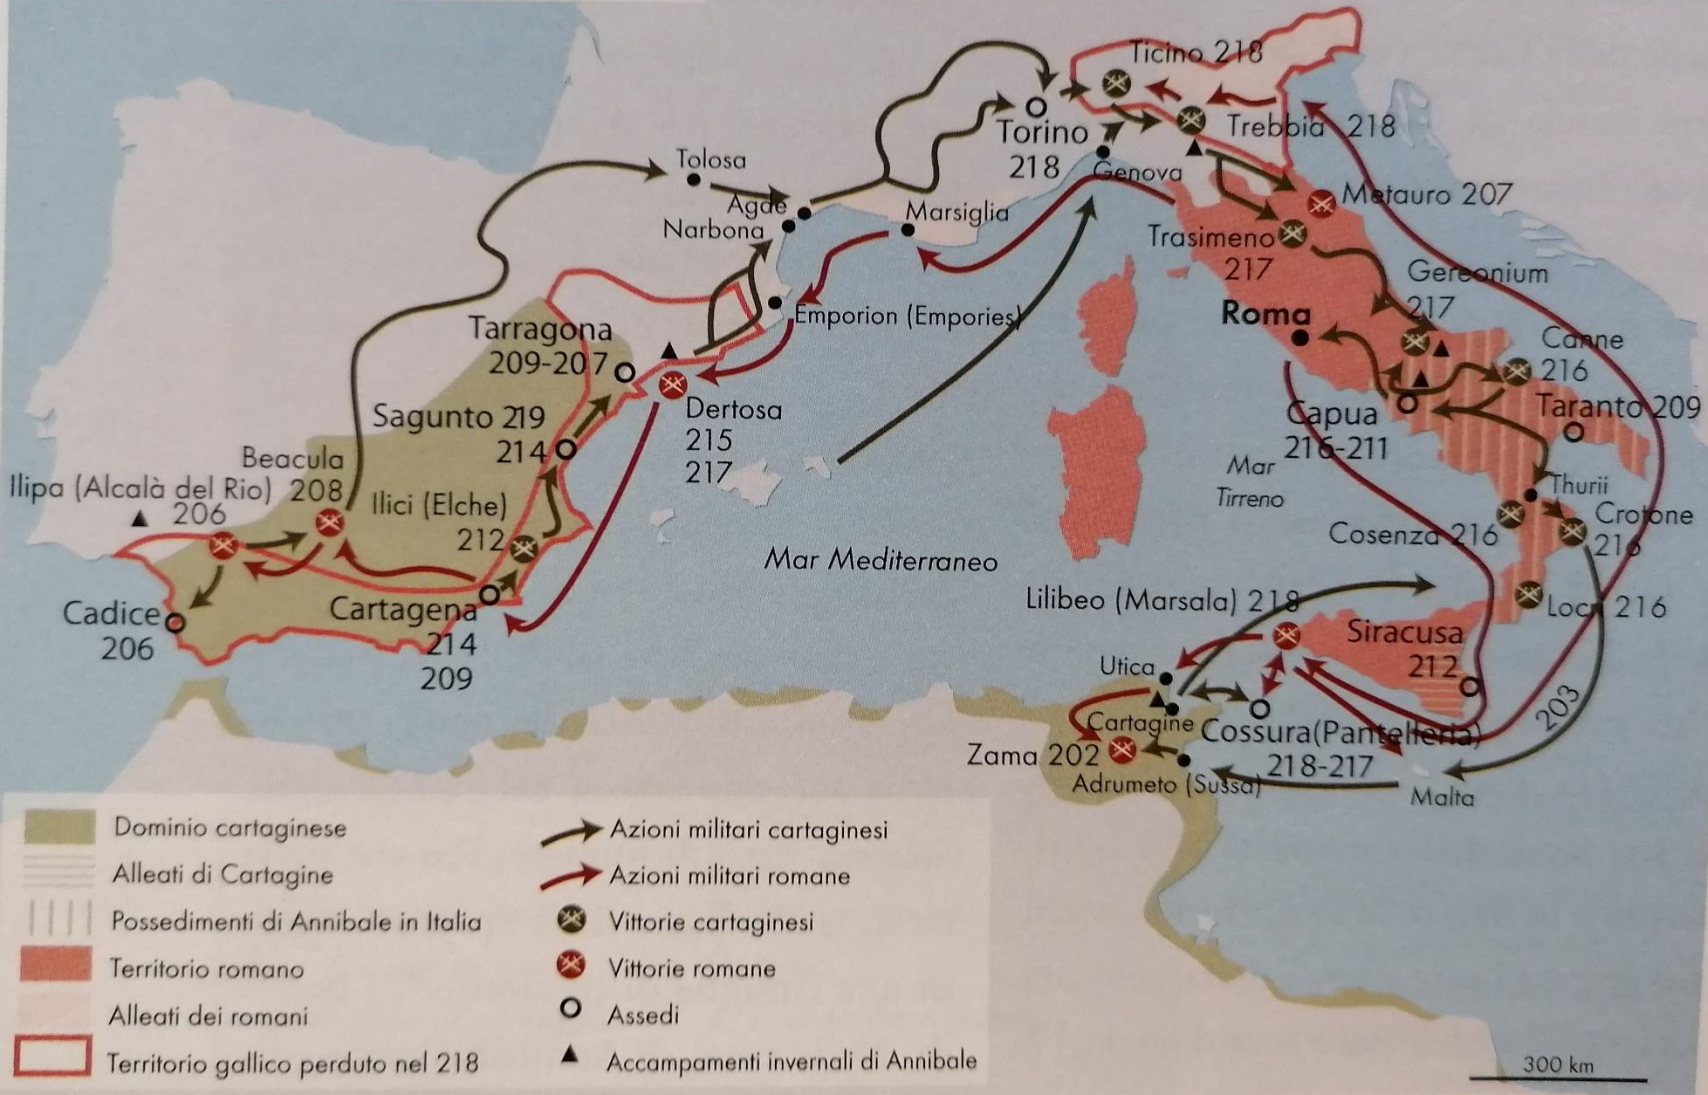 Ticino 218
Torino
218
Trebbia 218
Genova
Tolosa
Agde
Narbona
Marsiglia
Metauro 207
Trasimeno
217
Gereonium
217
Emporion (Empories)
Roma
Canne
216
Tarragona
209-207
Dertosa
215
217
Sagunto 219
214
Capua
216-211
Taranto 209
Beacula
208
Ilipa (Alcalà del Rio)
206
Ilici (Elche)
212
Mar
Tirreno
Thurii
Cosenza 216
Crotone
216
Mar Mediterraneo
Cadice
206
Cartagena
214
209
Lilibeo (Marsala) 218
Locri 216
Siracusa
212
Utica
Cartagine
Cossura(Pantelleria)
218-217
203
Zama 202
Adrumeto (Sussa)
Malta
Dominio cartaginese
Alleati di Cartagine
Possedimenti di Annibale in Italia
Territorio romano
Alleati dei romani
Territorio gallico perduto nel 218
Azioni militari cartaginesi
Azioni militari romane
Vittorie cartaginesi
Vittorie romane
Assedi
Accampamenti invernali di Annibale
300 km